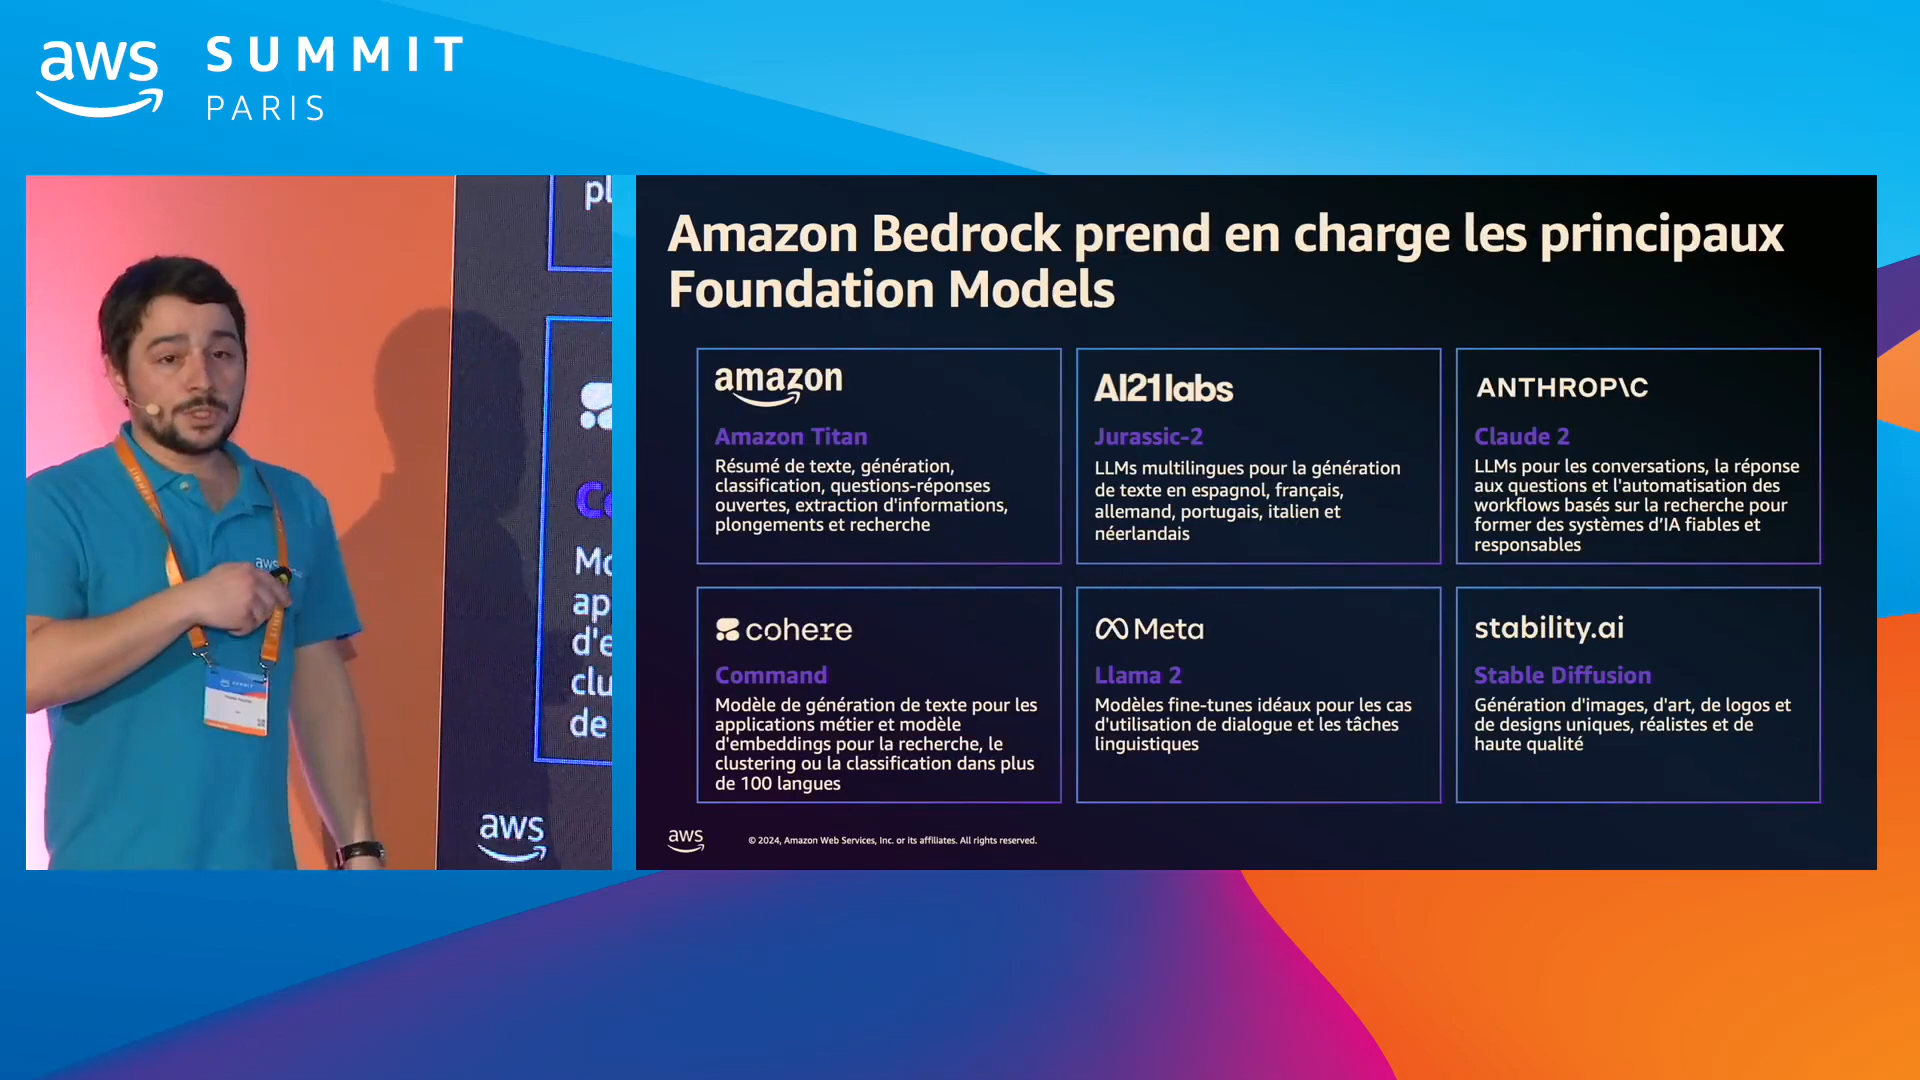 aws SUMMIT
PARIS
pl
Mo
ap
d'e
clu
de
aws
aws
SUMMIT
Amazon Bedrock prend en charge les principaux
Foundation Models
amazon
Amazon Titan
Résumé de texte, génération,
classification, questions-réponses
ouvertes, extraction d'informations,
plongements et recherche
AI21labs
Jurassic-2
LLMs multilingues pour la génération
de texte en espagnol, français,
allemand, portugais, italien et
néerlandais
ANTHROP\C
Claude 2
LLMs pour les conversations, la réponse
aux questions et l'automatisation des
workflows basés sur la recherche pour
former des systèmes d'IA fiables et
responsables
cohere
Command
Modèle de génération de texte pour les
applications métier et modèle
d'embeddings pour la recherche, le
clustering ou la classification dans plus
de 100 langues
Meta
Llama 2
Modèles fine-tunes idéaux pour les cas
d'utilisation de dialogue et les tâches
linguistiques
stability.ai
Stable Diffusion
Génération d'images, d'art, de logos et
de designs uniques, réalistes et de
haute qualité
aws
© 2024, Amazon Web Services, Inc. or its affiliates. All rights reserved.